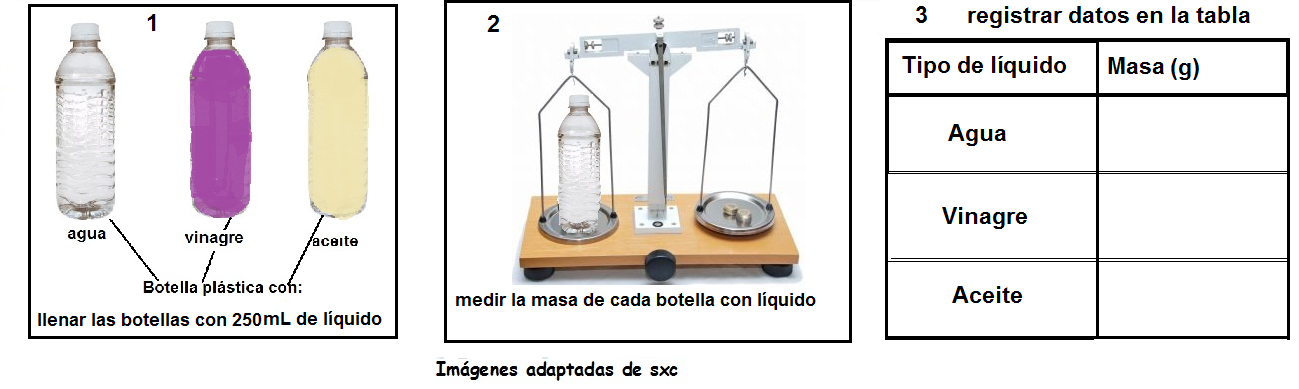 1
agua
vinagre
aceite
Botella plástica con:
llenar las botellas con 250mL de líquido
2
medir la masa de cada botella con líquido
Imágenes adaptadas de sxc
3 registrar datos en la tabla
Tipo de líquido Masa (g)
Agua
Vinagre
Aceite